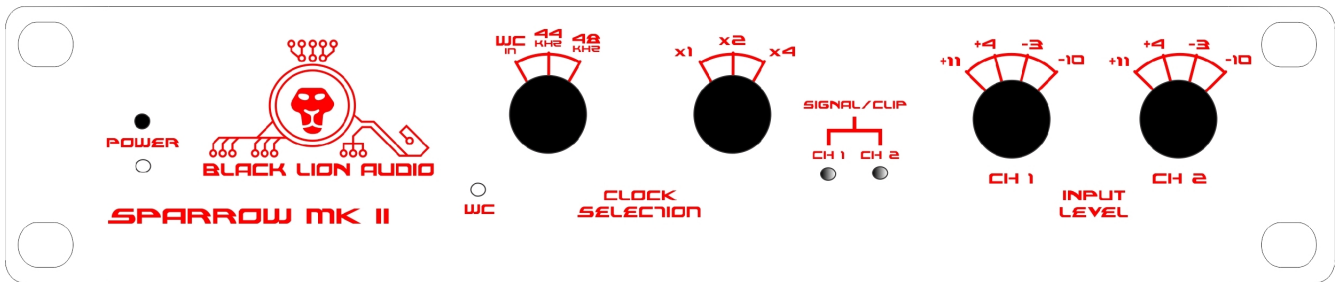 POWER
BLACK LION AUDIO
SPARROW MK II
WC
IN
44
KHZ
48
KHZ
WC
x1
x2
x4
CLOCK
SELECTION
SIGNAL/CLIP
CH 1
CH 2
+11
+4
-3
-10
CH 1
+11
+4
-3
-10
CH 2
INPUT
LEVEL